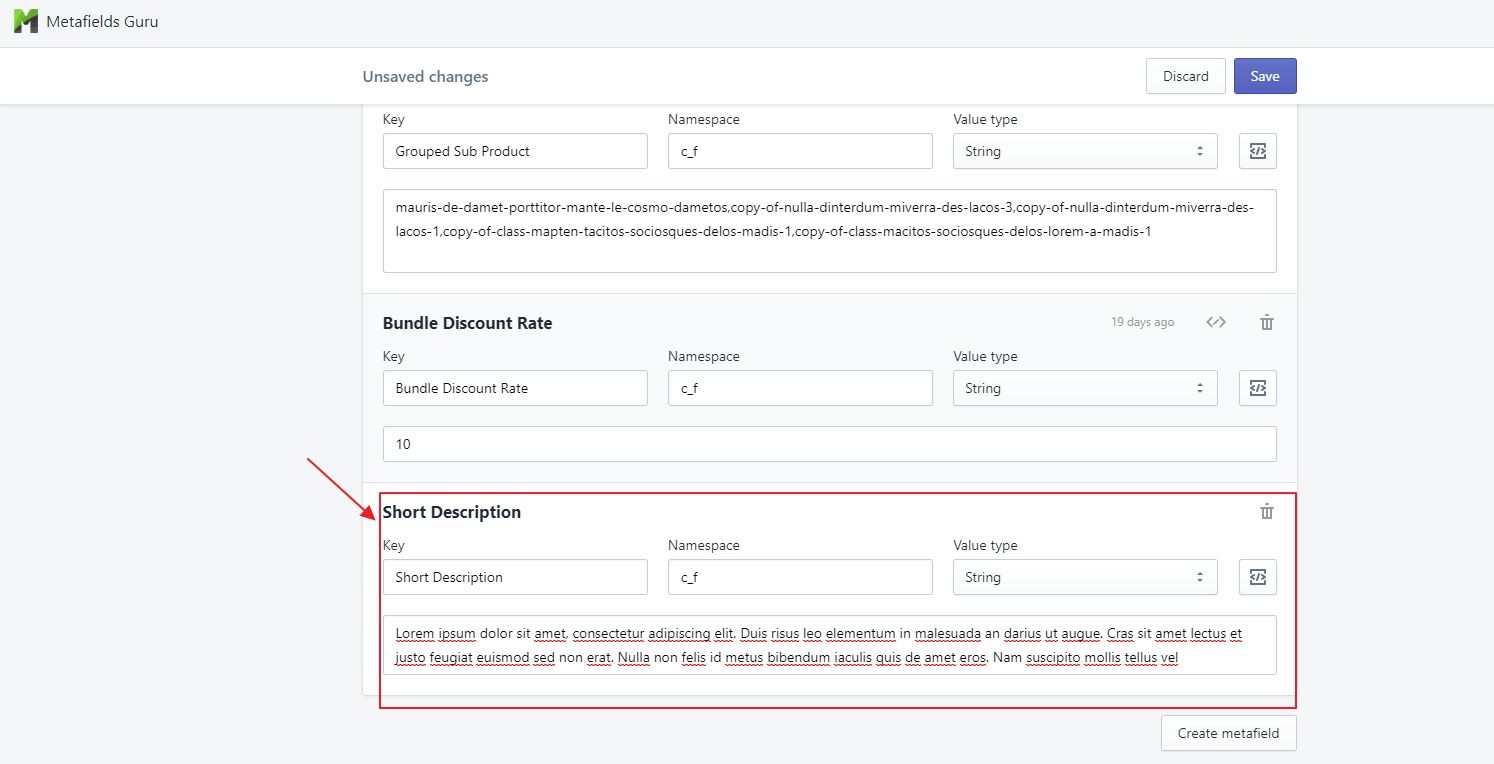 Metafields Guru
Unsaved changes
Discard
Save
Key
Namespace
Value type
Grouped Sub Product
c_f
String
mauris-de-damet-porttitor-mante-le-cosmo-dametos,copy-of-nulla-dinterdum-miverra-des-lacos-3,copy-of-nulla-dinterdum-miverra-des-
lacos-1,copy-of-class-mapten-tacitos-sociosques-delos-madis-1,copy-of-class-macitos-sociosques-delos-lorem-a-madis-1
Bundle Discount Rate
19 days ago
Key
Namespace
Value type
Bundle Discount Rate
c_f
String
10
Short Description
Key
Namespace
Value type
Short Description
c_f
String
Lorem ipsum dolor sit amet, consectetur adipiscing elit. Duis risus leo elementum in malesuada an darius ut augue. Cras sit amet lectus et
justo feugiat euismod sed non erat. Nulla non felis id metus bibendum iaculis quis de amet eros. Nam suscipito mollis tellus vel
Create metafield